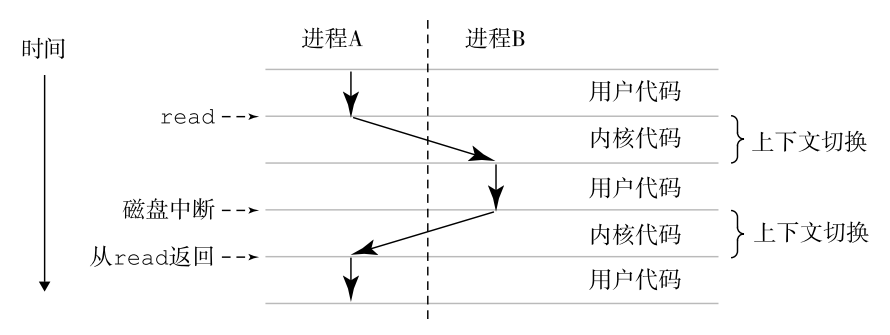 时间
进程A
进程B
用户代码
read
内核代码
上下文切换
用户代码
磁盘中断
内核代码
上下文切换
从read返回
用户代码